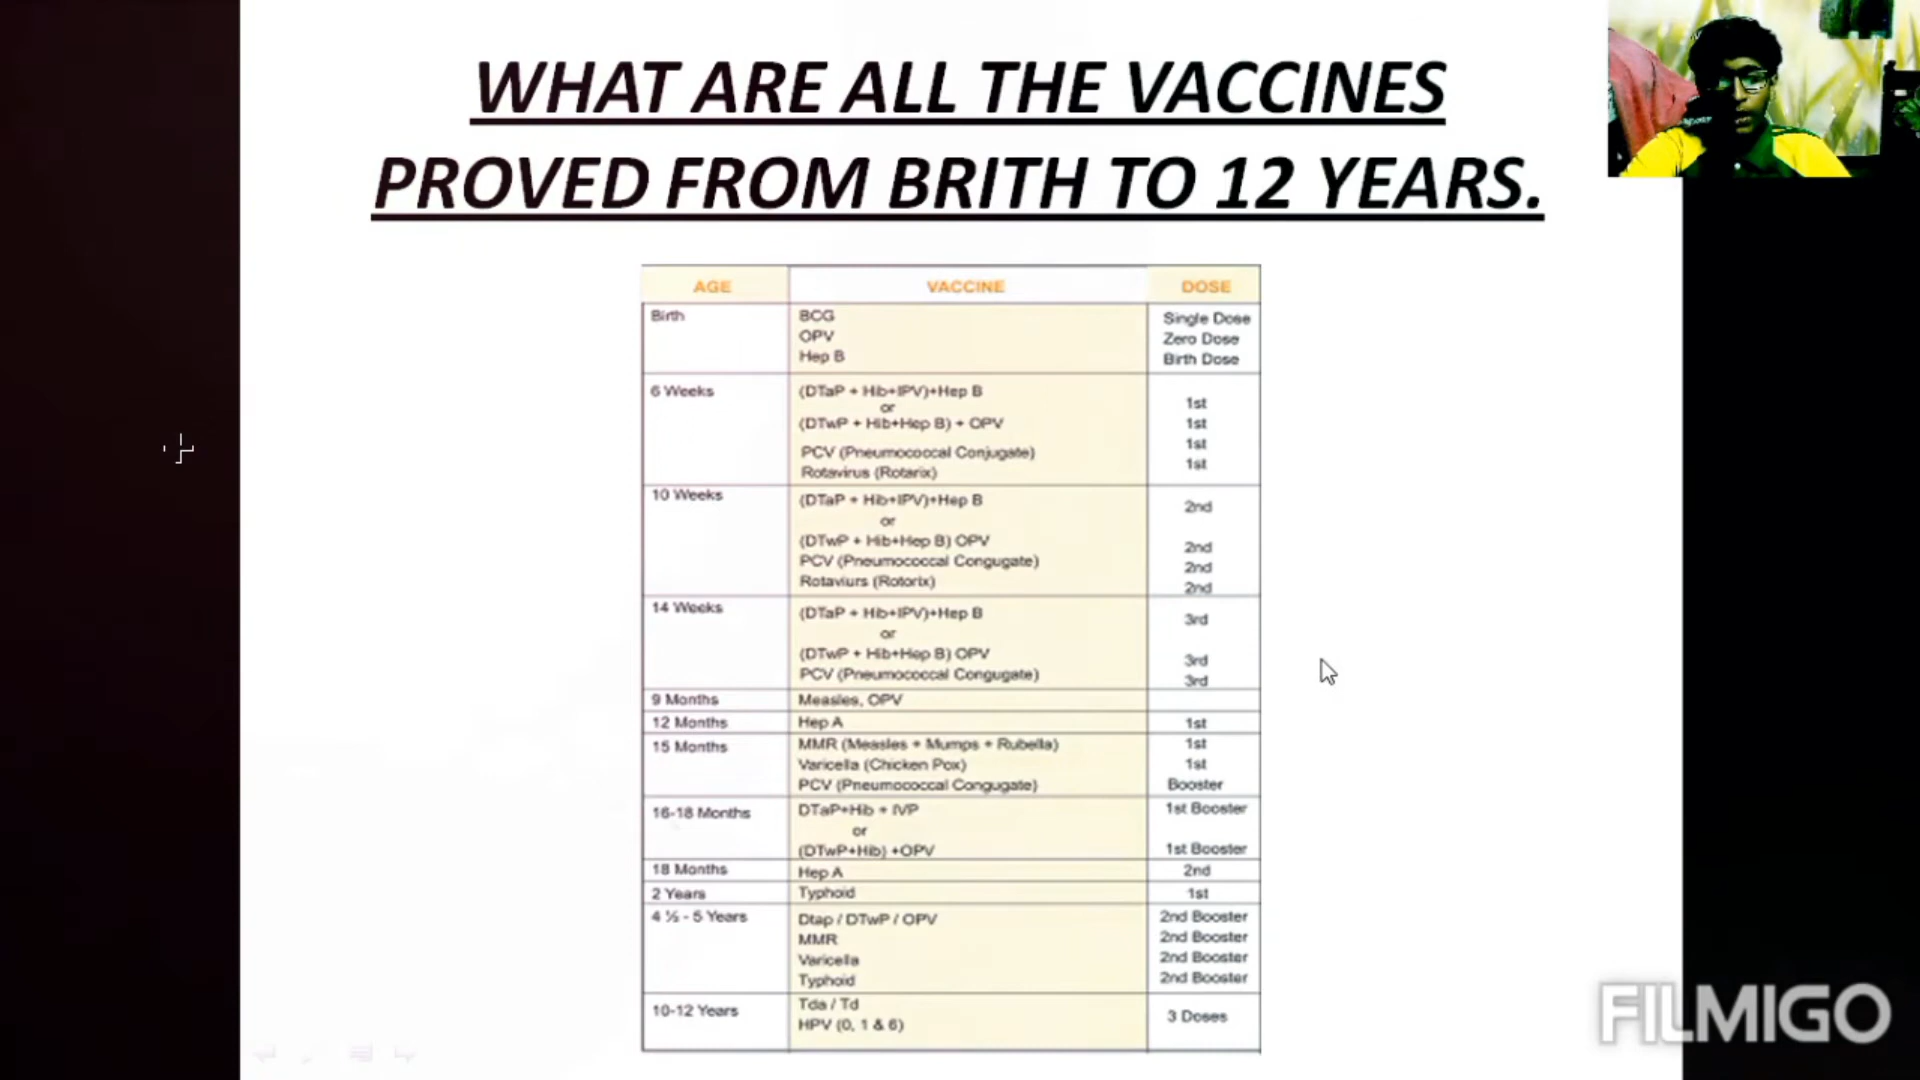 WHAT ARE ALL THE VACCINES
PROVED FROM BRITH TO 12 YEARS.
AGE VACCINE DOSE
Birth BCG Single Dose
OPV Zero Dose
Hep B Birth Dose
6 Weeks (DTaP + Hib+IPV)+Hep B 1st
or
(DTwP + Hib+Hep B) + OPV 1st
PCV (Pneumococcal Conjugate) 1st
Rotavirus (Rotarix) 1st
10 Weeks (DTaP + Hib+IPV)+Hep B 2nd
or
(DTwP + Hib+Hep B) OPV 2nd
PCV (Pneumococcal Congugate) 2nd
Rotaviurs (Rotorix) 2nd
14 Weeks (DTaP + Hib+IPV)+Hep B 3rd
or
(DTwP + Hib+Hep B) OPV 3rd
PCV (Pneumococcal Congugate) 3rd
9 Months Measles, OPV
12 Months Hep A 1st
15 Months MMR (Measles + Mumps + Rubella) 1st
Varicella (Chicken Pox) 1st
PCV (Pneumococcal Congugate) Booster
16-18 Months DTaP+Hib + IVP 1st Booster
or
(DTwP+Hib) +OPV 1st Booster
18 Months Hep A 2nd
2 Years Typhoid 1st
4 ½ - 5 Years Dtap / DTwP / OPV 2nd Booster
MMR 2nd Booster
Varicella 2nd Booster
Typhoid 2nd Booster
10-12 Years Tda / Td
HPV (0, 1 & 6) 3 Doses
FILMIGO